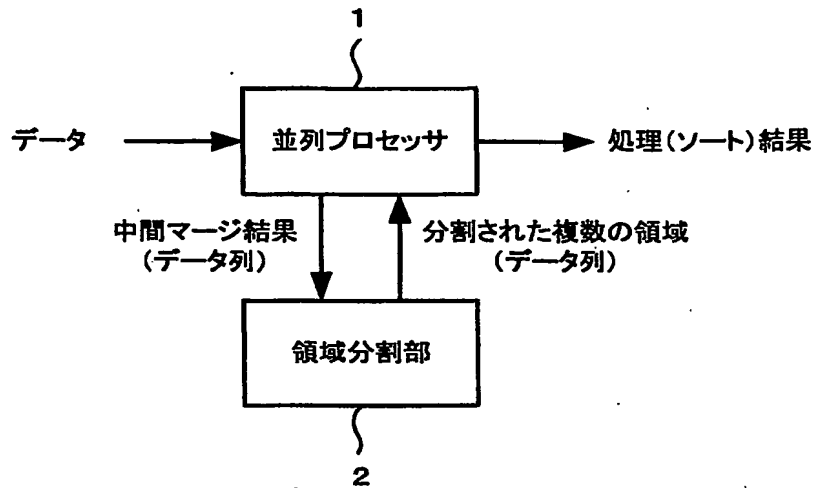 1
データ
並列プロセッサ
処理(ソート)結果
中間マージ結果
(データ列)
分割された複数の領域
(データ列)
領域分割部
2